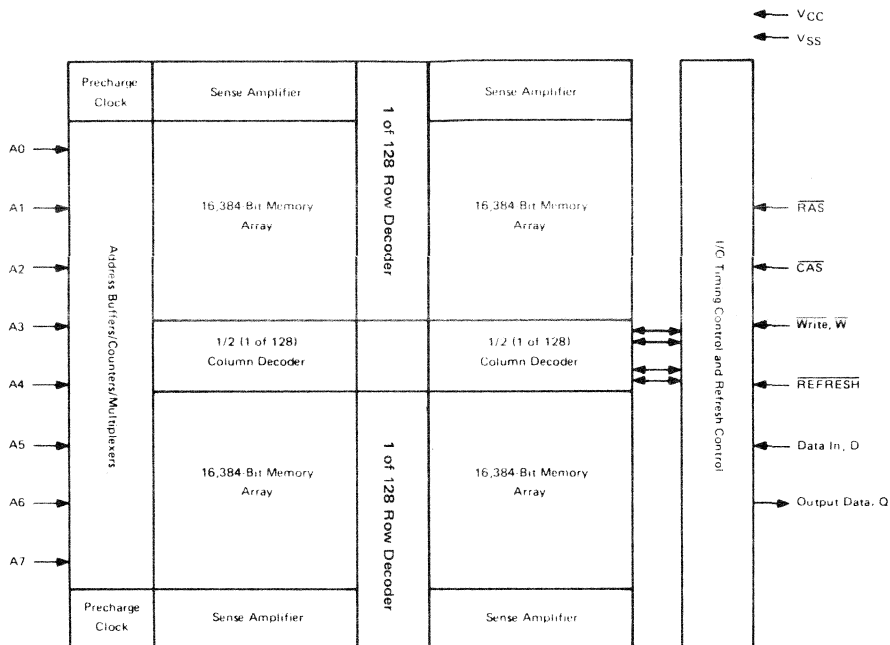 VCC
VSS
Precharge
Clock
Sense Amplifier
1 of 128 Row Decoder
Sense Amplifier
A0
A1
A2
A3
A4
A5
A6
A7
Address Buffers/Counters/Multiplexers
16,384-Bit Memory
Array
16,384-Bit Memory
Array
1/2 (1 of 128)
Column Decoder
1/2 (1 of 128)
Column Decoder
16,384-Bit Memory
Array
1 of 128 Row Decoder
16,384-Bit Memory
Array
Precharge
Clock
Sense Amplifier
Sense Amplifier
I/O Timing Control and Refresh Control
RAS
CAS
Write, W
REFRESH
Data In, D
Output Data, Q